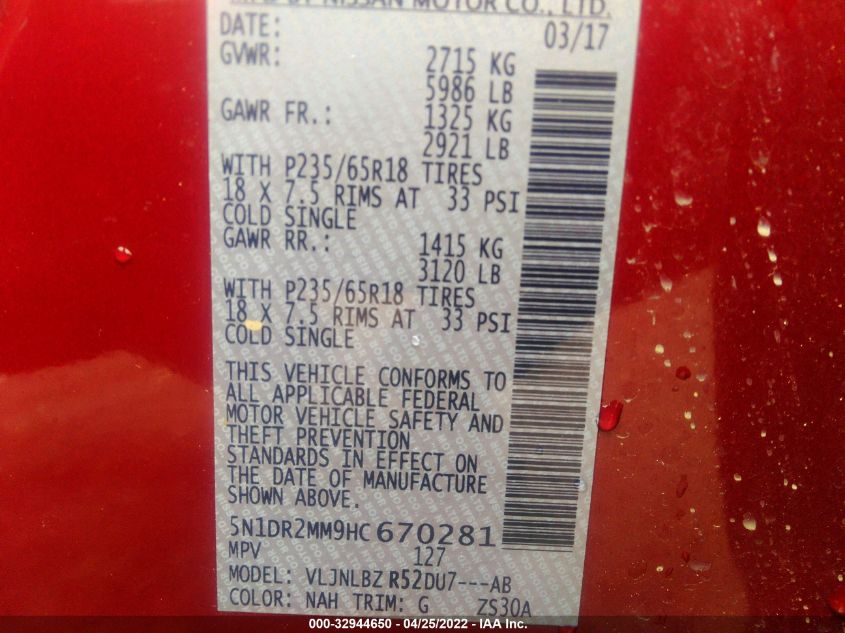 MFD BY NISSAN MOTOR CO., LTD.
DATE: 03/17
GVWR: 2715 KG
5986 LB
GAWR FR.: 1325 KG
2921 LB
WITH P235/65R18 TIRES
18 X 7.5 RIMS AT 33 PSI
COLD SINGLE
GAWR RR.: 1415 KG
3120 LB
WITH P235/65R18 TIRES
18 X 7.5 RIMS AT 33 PSI
COLD SINGLE
THIS VEHICLE CONFORMS TO
ALL APPLICABLE FEDERAL
MOTOR VEHICLE SAFETY AND
THEFT PREVENTION
STANDARDS IN EFFECT ON
THE DATE OF MANUFACTURE
SHOWN ABOVE.
5N1DR2MM9HC670281
MPV 127
MODEL: VLJNLBZ R52DU7---AB
COLOR: NAH TRIM: G ZS30A
000-32944650 - 04/25/2022 - IAA Inc.